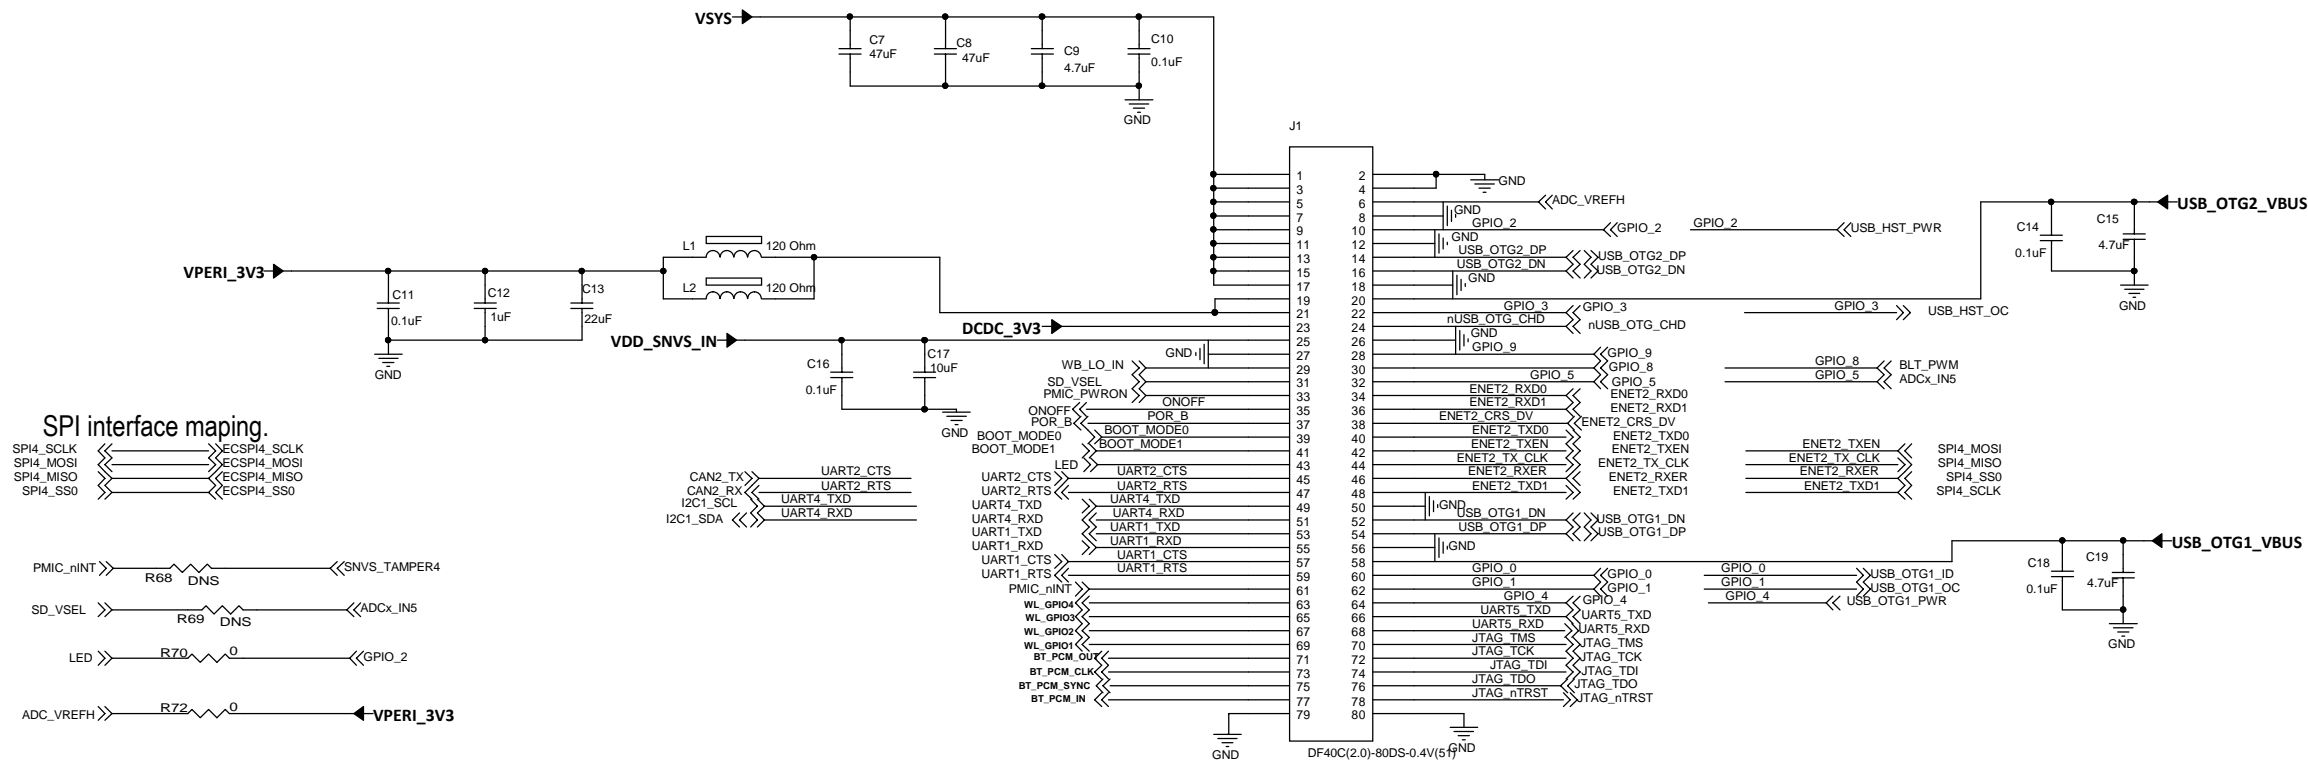 VSYS
C7
47uF
C8
47uF
C9
4.7uF
C10
0.1uF
GND
J1
VPERI_3V3
C11
0.1uF
C12
1uF
C13
22uF
GND
L1
120 Ohm
L2
120 Ohm
DCDC_3V3
VDD_SNVS_IN
C16
0.1uF
C17
10uF
GND
GND
WB_LO_IN
SD_VSEL
PMIC_PWRON
ONOFF ONOFF
POR_B POR_B
BOOT_MODE0 BOOT_MODE0
BOOT_MODE1 BOOT_MODE1
LED
UART2_CTS UART2_CTS
UART2_RTS UART2_RTS
UART4_TXD UART4_TXD
UART4_RXD UART4_RXD
UART1_TXD UART1_TXD
UART1_RXD UART1_RXD
UART1_CTS UART1_CTS
UART1_RTS UART1_RTS
PMIC_nINT
WL_GPIO4
WL_GPIO3
WL_GPIO2
WL_GPIO1
BT_PCM_OUT
BT_PCM_CLK
BT_PCM_SYNC
BT_PCM_IN
GND
1 2
3 4
5 6
7 8
9 10
11 12
13 14
15 16
17 18
19 20
21 22
23 24
25 26
27 28
29 30
31 32
33 34
35 36
37 38
39 40
41 42
43 44
45 46
47 48
49 50
51 52
53 54
55 56
57 58
59 60
61 62
63 64
65 66
67 68
69 70
71 72
73 74
75 76
77 78
79 80
DF40C(2.0)-80DS-0.4V(51)
GND
GND
ADC_VREFH
GND
GPIO_2 GPIO_2
GND
USB_OTG2_DP USB_OTG2_DP
USB_OTG2_DN USB_OTG2_DN
GND
GPIO_3 GPIO_3
nUSB_OTG_CHD nUSB_OTG_CHD
GND
GPIO_9 GPIO_9
GPIO_8
GPIO_5 GPIO_5
ENET2_RXD0 ENET2_RXD0
ENET2_RXD1 ENET2_RXD1
ENET2_CRS_DV ENET2_CRS_DV
ENET2_TXD0 ENET2_TXD0
ENET2_TXEN ENET2_TXEN
ENET2_TX_CLK ENET2_TX_CLK
ENET2_RXER ENET2_RXER
ENET2_TXD1 ENET2_TXD1
GND
USB_OTG1_DN USB_OTG1_DN
USB_OTG1_DP USB_OTG1_DP
GND
GPIO_0 GPIO_0
GPIO_1 GPIO_1
GPIO_4 GPIO_4
UART5_TXD UART5_TXD
UART5_RXD UART5_RXD
JTAG_TMS JTAG_TMS
JTAG_TCK JTAG_TCK
JTAG_TDI JTAG_TDI
JTAG_TDO JTAG_TDO
JTAG_nTRST JTAG_nTRST
GPIO_2 USB_HST_PWR
USB_OTG2_VBUS
C14
0.1uF
C15
4.7uF
GND
GPIO_3 USB_HST_OC
GPIO_8 BLT_PWM
GPIO_5 ADCx_IN5
ENET2_TXEN SPI4_MOSI
ENET2_TX_CLK SPI4_MISO
ENET2_RXER SPI4_SS0
ENET2_TXD1 SPI4_SCLK
USB_OTG1_VBUS
C18
0.1uF
C19
4.7uF
GND
GPIO_0 USB_OTG1_ID
GPIO_1 USB_OTG1_OC
GPIO_4 USB_OTG1_PWR
SPI interface maping.
SPI4_SCLK ECSPI4_SCLK
SPI4_MOSI ECSPI4_MOSI
SPI4_MISO ECSPI4_MISO
SPI4_SS0 ECSPI4_SS0
CAN2_TX UART2_CTS
CAN2_RX UART2_RTS
I2C1_SCL UART4_TXD
I2C1_SDA UART4_RXD
PMIC_nINT R68 DNS SNVS_TAMPER4
SD_VSEL R69 DNS ADCx_IN5
LED R70 0 GPIO_2
ADC_VREFH R72 0 VPERI_3V3